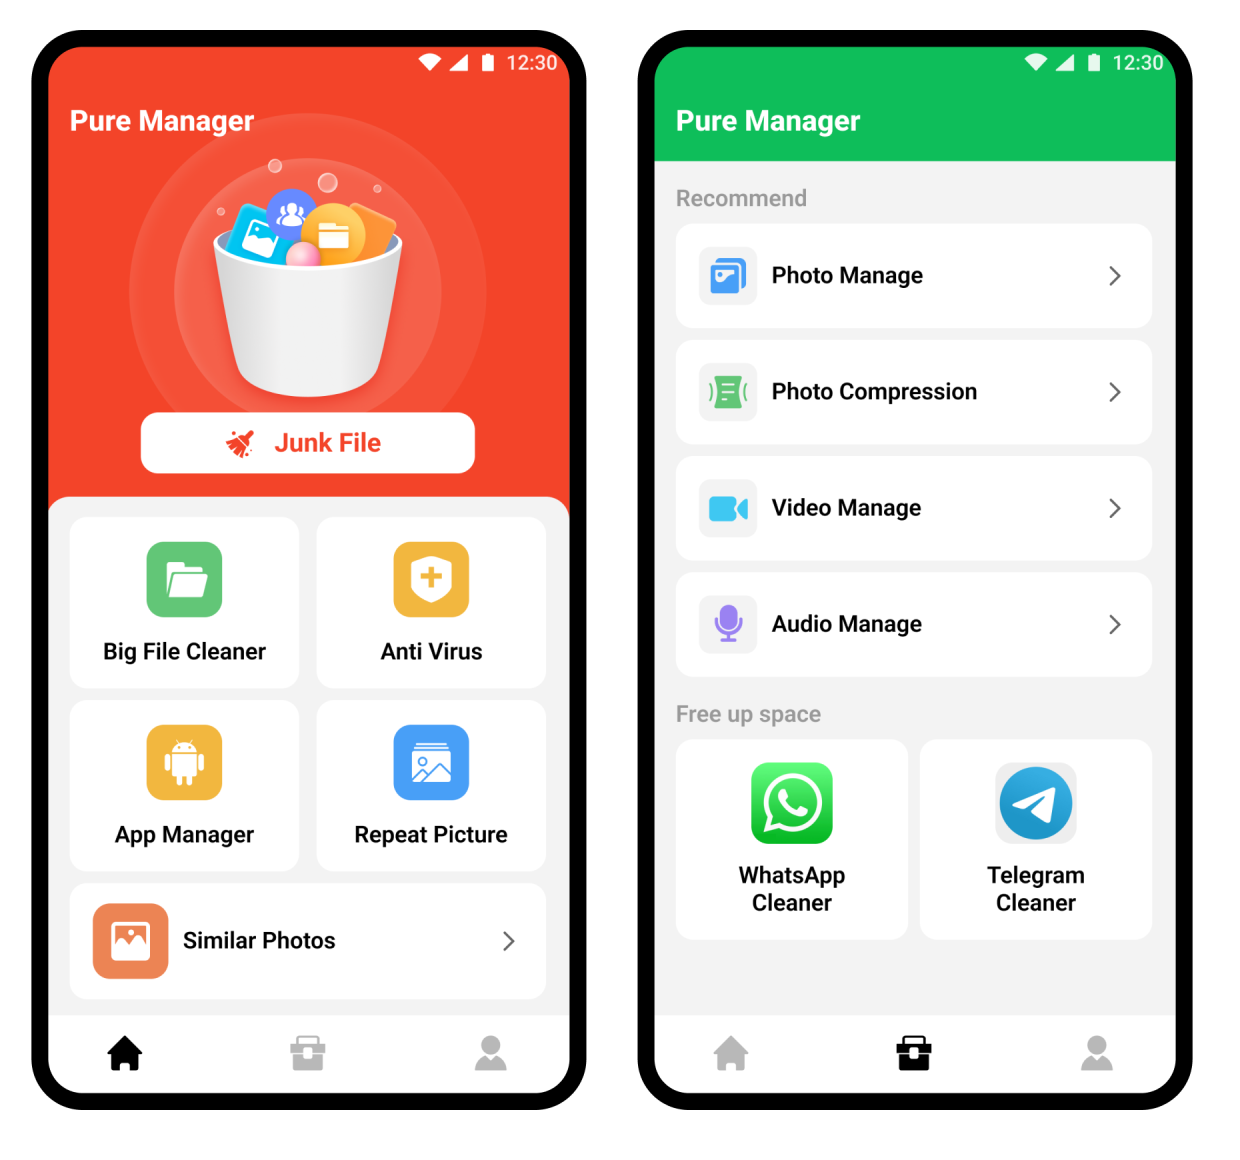 12:30
Pure Manager
Junk File
Big File Cleaner
Anti Virus
App Manager
Repeat Picture
Similar Photos
12:30
Pure Manager
Recommend
Photo Manage
Photo Compression
Video Manage
Audio Manage
Free up space
WhatsApp
Cleaner
Telegram
Cleaner